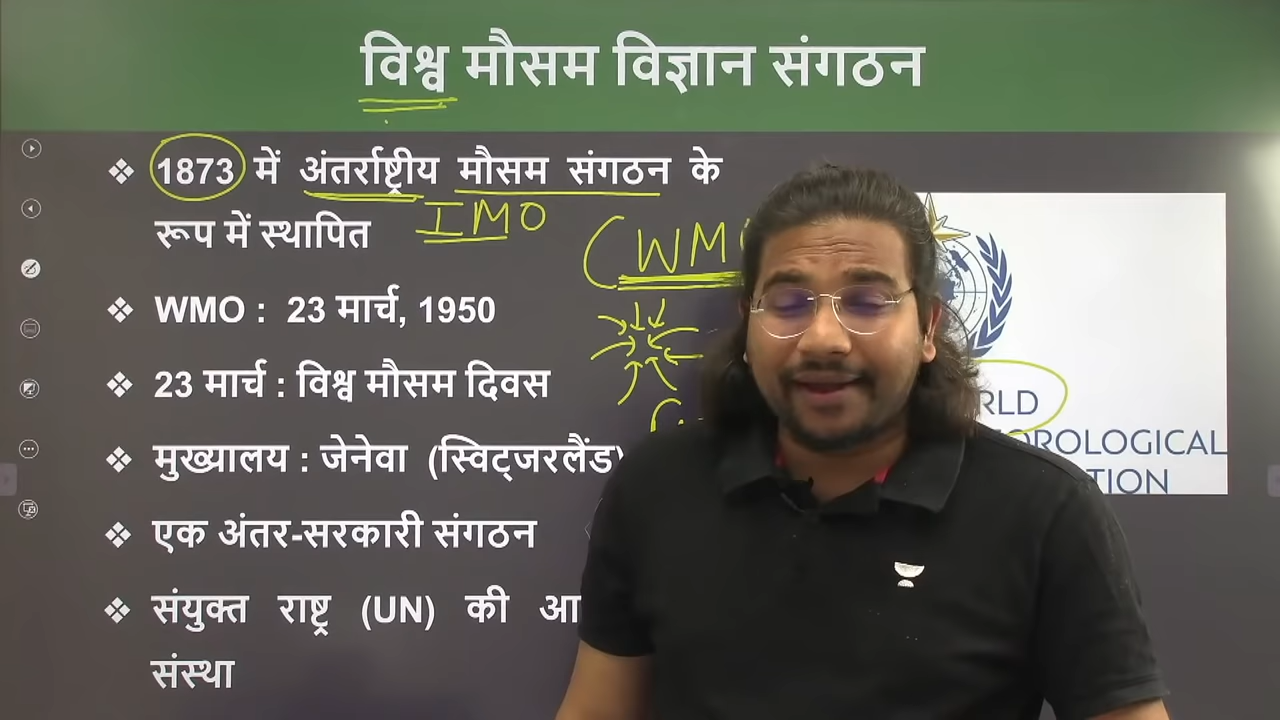 विश्व मौसम विज्ञान संगठन
1873 में अंतर्राष्ट्रीय मौसम संगठन के
रूप में स्थापित
IMO
WM
WMO : 23 मार्च, 1950
23 मार्च : विश्व मौसम दिवस
मुख्यालय : जेनेवा (स्विट्जरलैंड)
एक अंतर-सरकारी संगठन
संयुक्त राष्ट्र (UN) की आ
संस्था
RLD
OROLOGICAL
TION